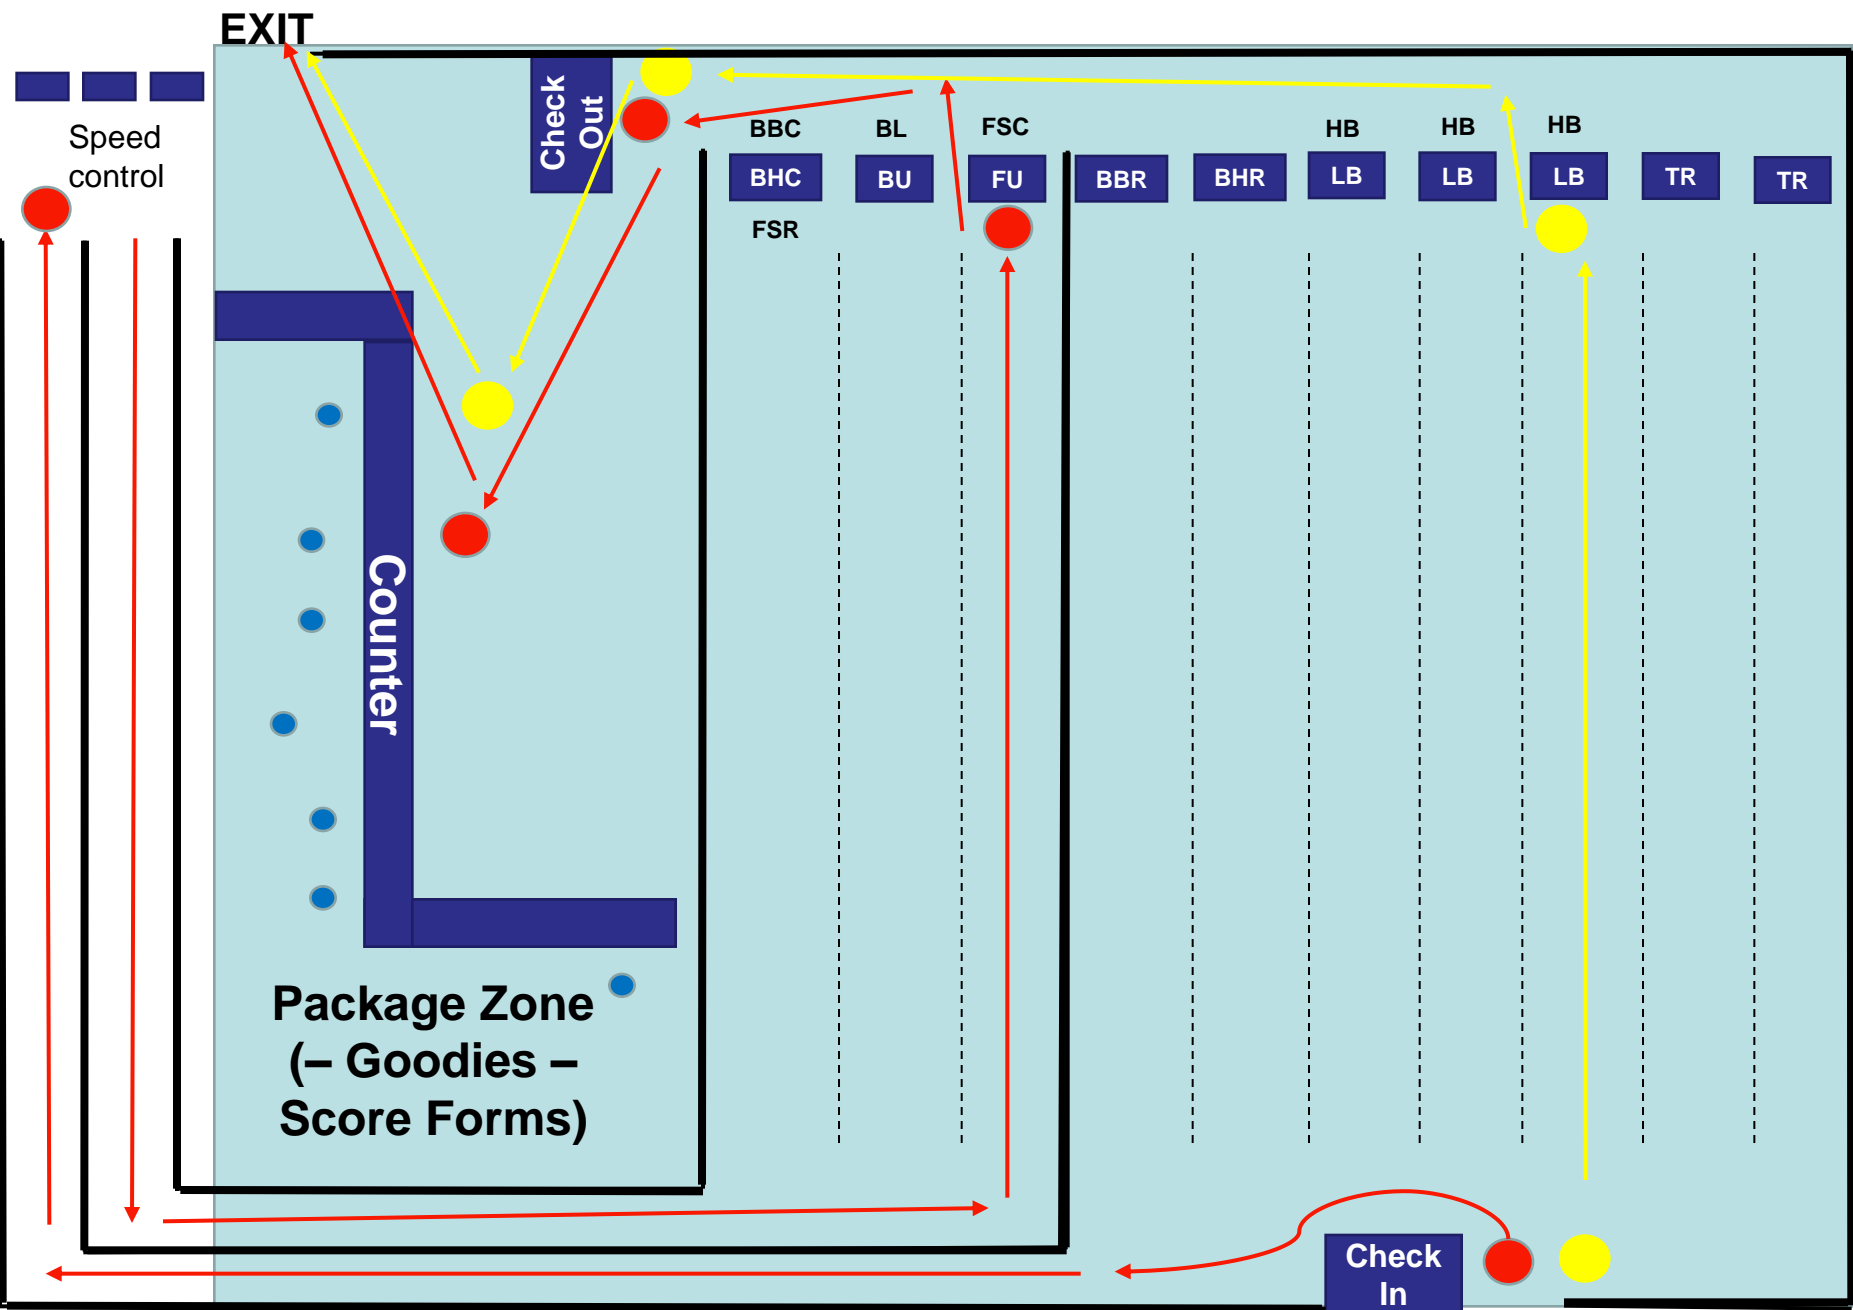 EXIT
Speed
control
Check
Out
BBC
BL
FSC
HB
HB
HB
BHC
BU
FU
BBR
BHR
LB
LB
LB
TR
TR
FSR
Counter
Package Zone
(– Goodies –
Score Forms)
Check
In